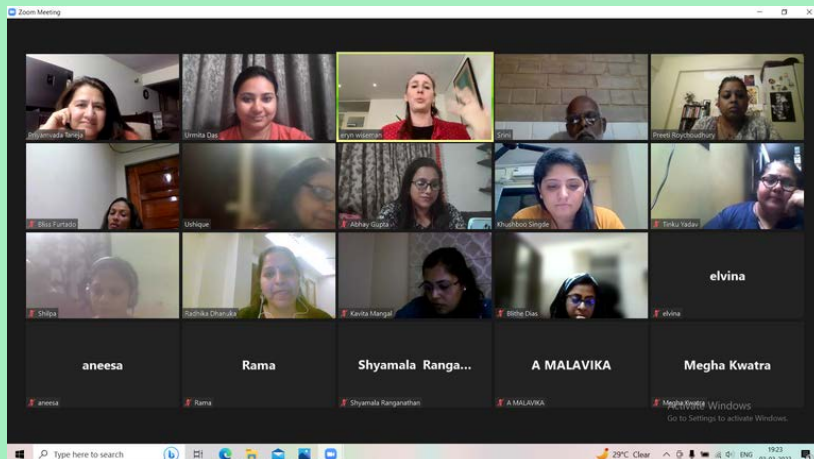 Zoom Meeting
Priyamvada Taneja
Urmita Das
eryn wiseman
Srini
Preeti Roychoudhury
Bliss Furtado
Ushique
Abhay Gupta
Khushboo Singde
Tinku Yadav
Shilpa
Radhika Dhanuka
Kavita Mangal
Blithe Dias
elvina
elvina
aneesa
Rama
Shyamala Ranga...
A MALAVIKA
Megha Kwatra
aneesa
Rama
Shyamala Ranganathan
A MALAVIKA
Megha Kwatra
Activate Windows
Go to Settings to activate Windows.
Type here to search
29°C Clear
ENG
19:23